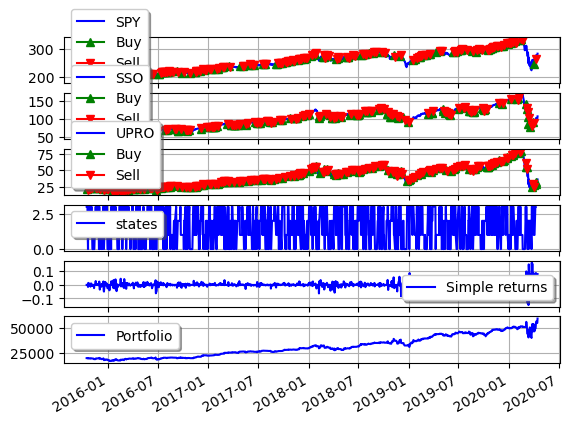 SPY
Buy
Sell
300
200
SSO
Buy
Sell
150
100
50
UPRO
Buy
Sell
75
50
25
states
2.5
0.0
Simple returns
0.1
0.0
−0.1
Portfolio
50000
25000
2016-01 2016-07 2017-01 2017-07 2018-01 2018-07 2019-01 2019-07 2020-01 2020-07